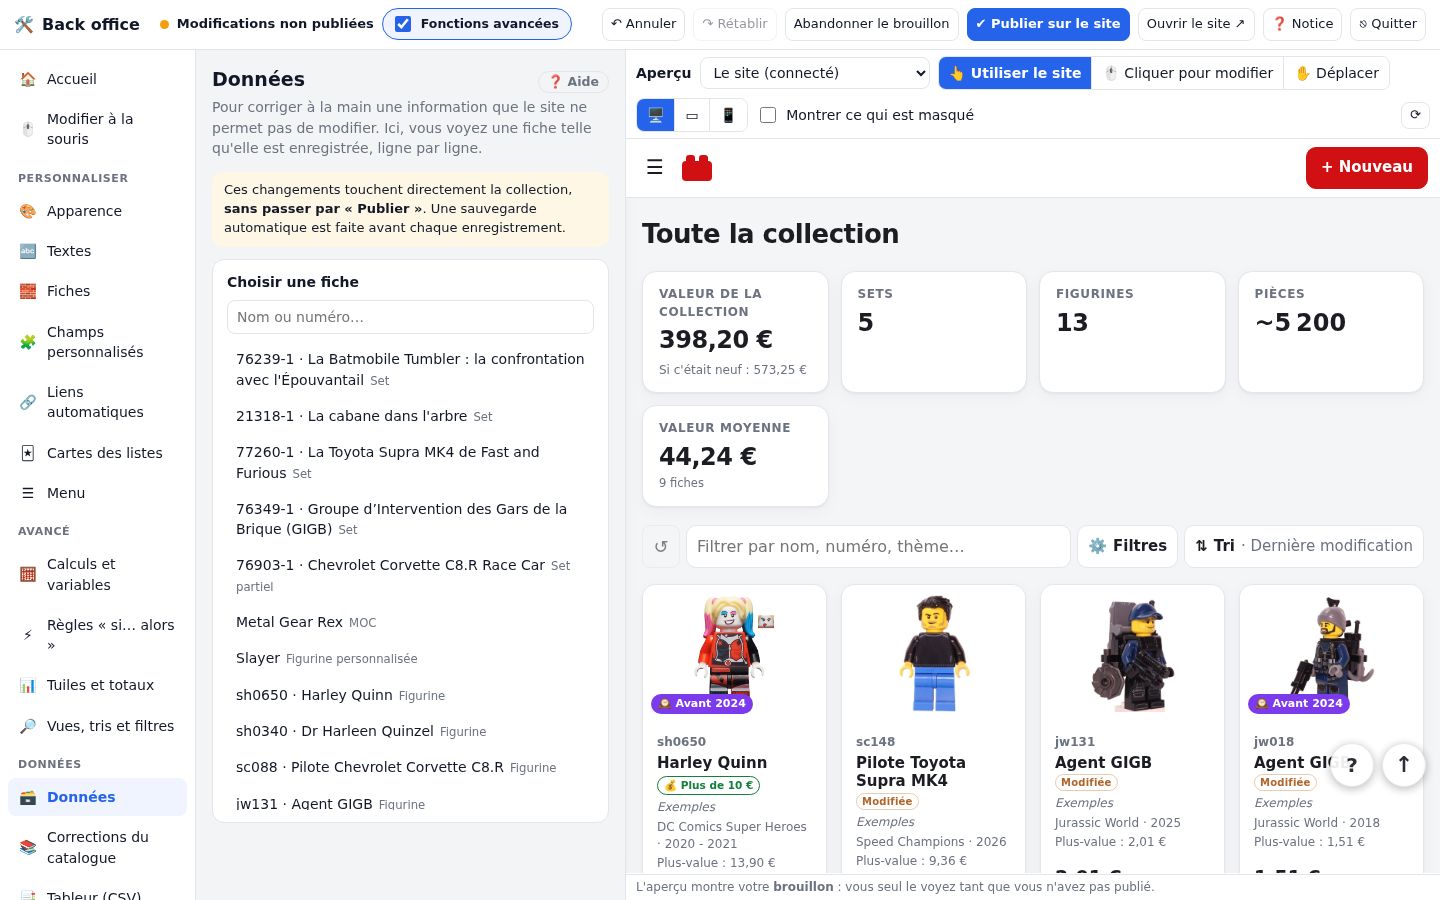 Back office
Modifications non publiées
Fonctions avancées
↶ Annuler
↷ Rétablir
Abandonner le brouillon
✔ Publier sur le site
Ouvrir le site ↗
❓ Notice
⎋ Quitter
Accueil
Modifier à la
souris
PERSONNALISER
Apparence
Textes
Fiches
Champs
personnalisés
Liens
automatiques
Cartes des listes
Menu
AVANCÉ
Calculs et
variables
Règles « si… alors
»
Tuiles et totaux
Vues, tris et filtres
DONNÉES
Données
Corrections du
catalogue
Tableur (CSV)
Données
❓ Aide
Pour corriger à la main une information que le site ne
permet pas de modifier. Ici, vous voyez une fiche telle
qu'elle est enregistrée, ligne par ligne.
Ces changements touchent directement la collection,
sans passer par « Publier ». Une sauvegarde
automatique est faite avant chaque enregistrement.
Choisir une fiche
Nom ou numéro…
76239-1 · La Batmobile Tumbler : la confrontation
avec l'Épouvantail Set
21318-1 · La cabane dans l'arbre Set
77260-1 · La Toyota Supra MK4 de Fast and
Furious Set
76349-1 · Groupe d’Intervention des Gars de la
Brique (GIGB) Set
76903-1 · Chevrolet Corvette C8.R Race Car Set
partiel
Metal Gear Rex MOC
Slayer Figurine personnalisée
sh0650 · Harley Quinn Figurine
sh0340 · Dr Harleen Quinzel Figurine
sc088 · Pilote Chevrolet Corvette C8.R Figurine
jw131 · Agent GIGB Figurine
Aperçu
Le site (connecté)
Utiliser le site
Cliquer pour modifier
Déplacer
Montrer ce qui est masqué
+ Nouveau
Toute la collection
VALEUR DE LA
COLLECTION
398,20 €
Si c'était neuf : 573,25 €
SETS
5
FIGURINES
13
PIÈCES
~5 200
VALEUR MOYENNE
44,24 €
9 fiches
Filtrer par nom, numéro, thème…
Filtres
⇅ Tri · Dernière modification
Avant 2024
sh0650
Harley Quinn
Plus de 10 €
Exemples
DC Comics Super Heroes
· 2020 - 2021
Plus-value : 13,90 €
sc148
Pilote Toyota
Supra MK4
Modifiée
Exemples
Speed Champions · 2026
Plus-value : 9,36 €
jw131
Agent GIGB
Modifiée
Exemples
Jurassic World · 2025
Plus-value : 2,01 €
Avant 2024
jw018
Agent
Modifiée
Exemples
Jurassic World · 2018
Plus-value : 1,51 €
?
↑
L'aperçu montre votre brouillon : vous seul le voyez tant que vous n'avez pas publié.